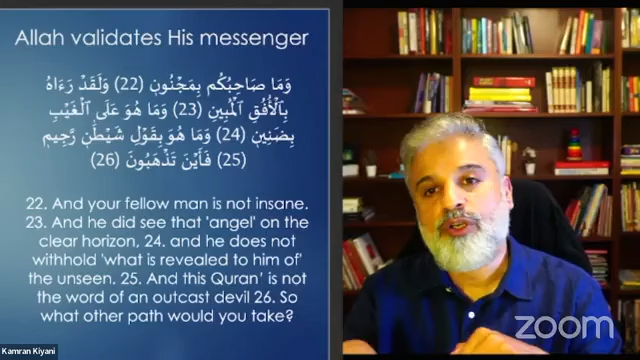 Allah validates His messenger
وَمَا صَاحِبُكُم بِمَجْنُونٍ (22) وَلَقَدْ رَءَاهُ
بِٱلْأُفُقِ ٱلْمُبِينِ (23) وَمَا هُوَ عَلَى ٱلْغَيْبِ
بِضَنِينٍ (24) وَمَا هُوَ بِقَوْلِ شَيْطَٰنٍ رَّجِيمٍ
(25) فَأَيْنَ تَذْهَبُونَ (26)
22. And your fellow man is not insane.
23. And he did see that 'angel' on the
clear horizon, 24. and he does not
withhold 'what is revealed to him of'
the unseen. 25. And this Quran' is not
the word of an outcast devil 26. So
what other path would you take?
Kamran Kiyani
zoom